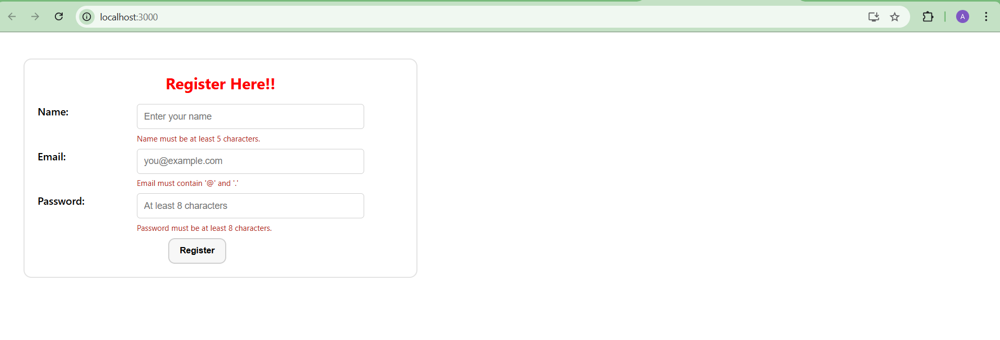 localhost:3000
A
Register Here!!
Name:
Enter your name
Name must be at least 5 characters.
Email:
you@example.com
Email must contain '@' and '.'
Password:
At least 8 characters
Password must be at least 8 characters.
Register